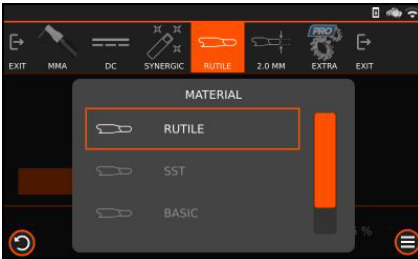 PRO
EXIT MMA DC SYNERGIC RUTILE 2.0 MM EXTRA EXIT
MATERIAL
RUTILE
SST
BASIC
%